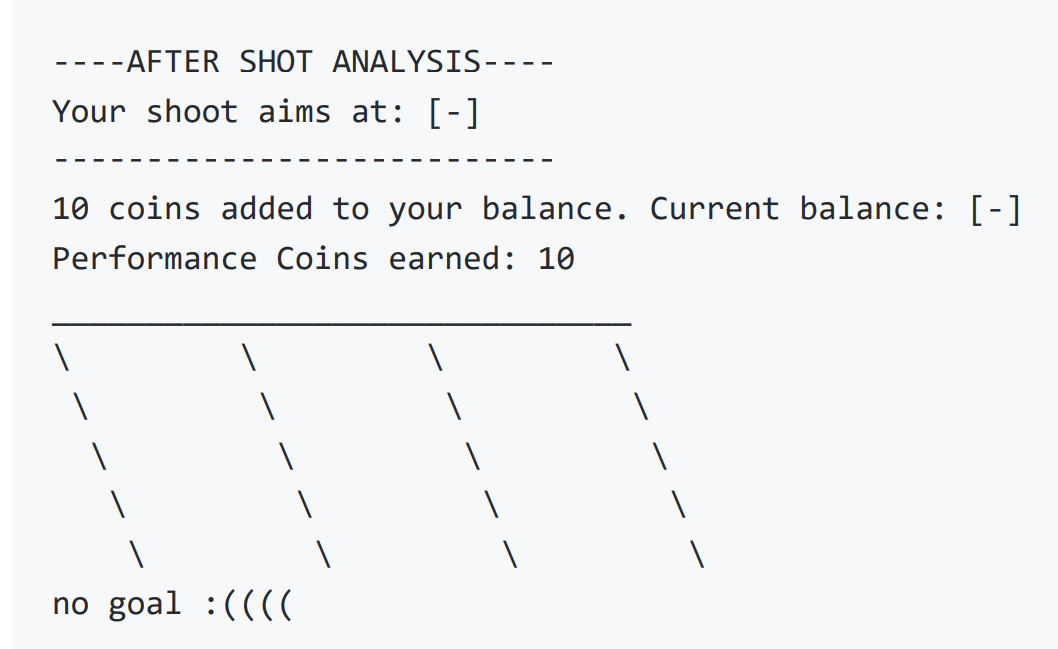 ----AFTER SHOT ANALYSIS----
Your shoot aims at: [-]
---------------------------
10 coins added to your balance. Current balance: [-]
Performance Coins earned: 10
_______________________________
\         \         \         \
 \         \         \         \
  \         \         \         \
   \         \         \         \
    \         \         \         \
no goal :((((